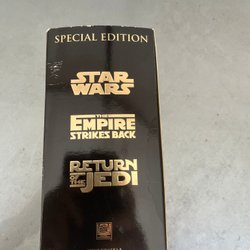 SPECIAL EDITION
STAR
WARS
THE
EMPIRE
STRIKES BACK
RETURN
OF THE JEDI